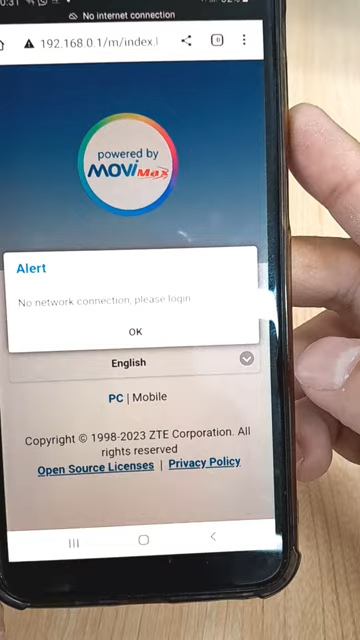 No internet connection
192.168.0.1/m/index.
powered by
MOVIMax
Alert
No network connection, please login
OK
English
PC | Mobile
Copyright © 1998-2023 ZTE Corporation. All
rights reserved
Open Source Licenses | Privacy Policy